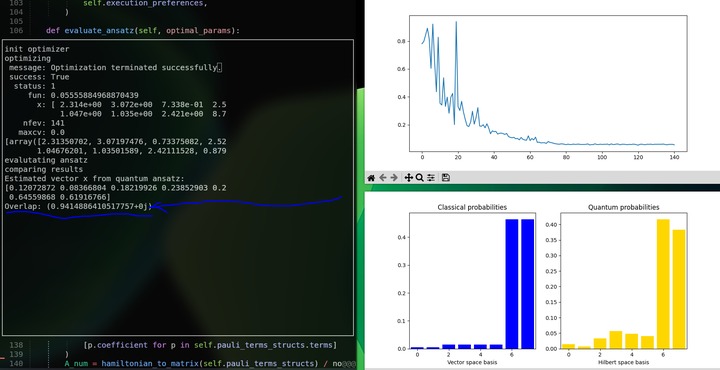 103 self.execution_preferences,
104 )
105
106 def evaluate_ansatz(self, optimal_params):
init optimizer
optimizing
message: Optimization terminated successfully.
success: True
status: 1
fun: 0.05555884968870439
x: [ 2.314e+00 3.072e+00 7.338e-01 2.5
1.047e+00 1.035e+00 2.421e+00 8.7
nfev: 141
maxcv: 0.0
[array([2.31350702, 3.07197476, 0.73375082, 2.52
1.04676201, 1.03501589, 2.42111528, 0.879
evalutating ansatz
comparing results
Estimated vector x from quantum ansatz:
[0.12072872 0.08366804 0.18219926 0.23852903 0.2
0.64559868 0.61916766]
Overlap: (0.9414886410517757+0j)
138 [p.coefficient for p in self.pauli_terms_structs.terms]
139 )
140 A_num = hamiltonian_to_matrix(self.pauli_terms_structs) / no@@@
0.8
0.6
0.4
0.2
0 20 40 60 80 100 120 140
Classical probabilities
0.4
0.3
0.2
0.1
0.0
0 2 4 6
Vector space basis
Quantum probabilities
0.40
0.35
0.30
0.25
0.20
0.15
0.10
0.05
0.00
0 2 4 6
Hilbert space basis